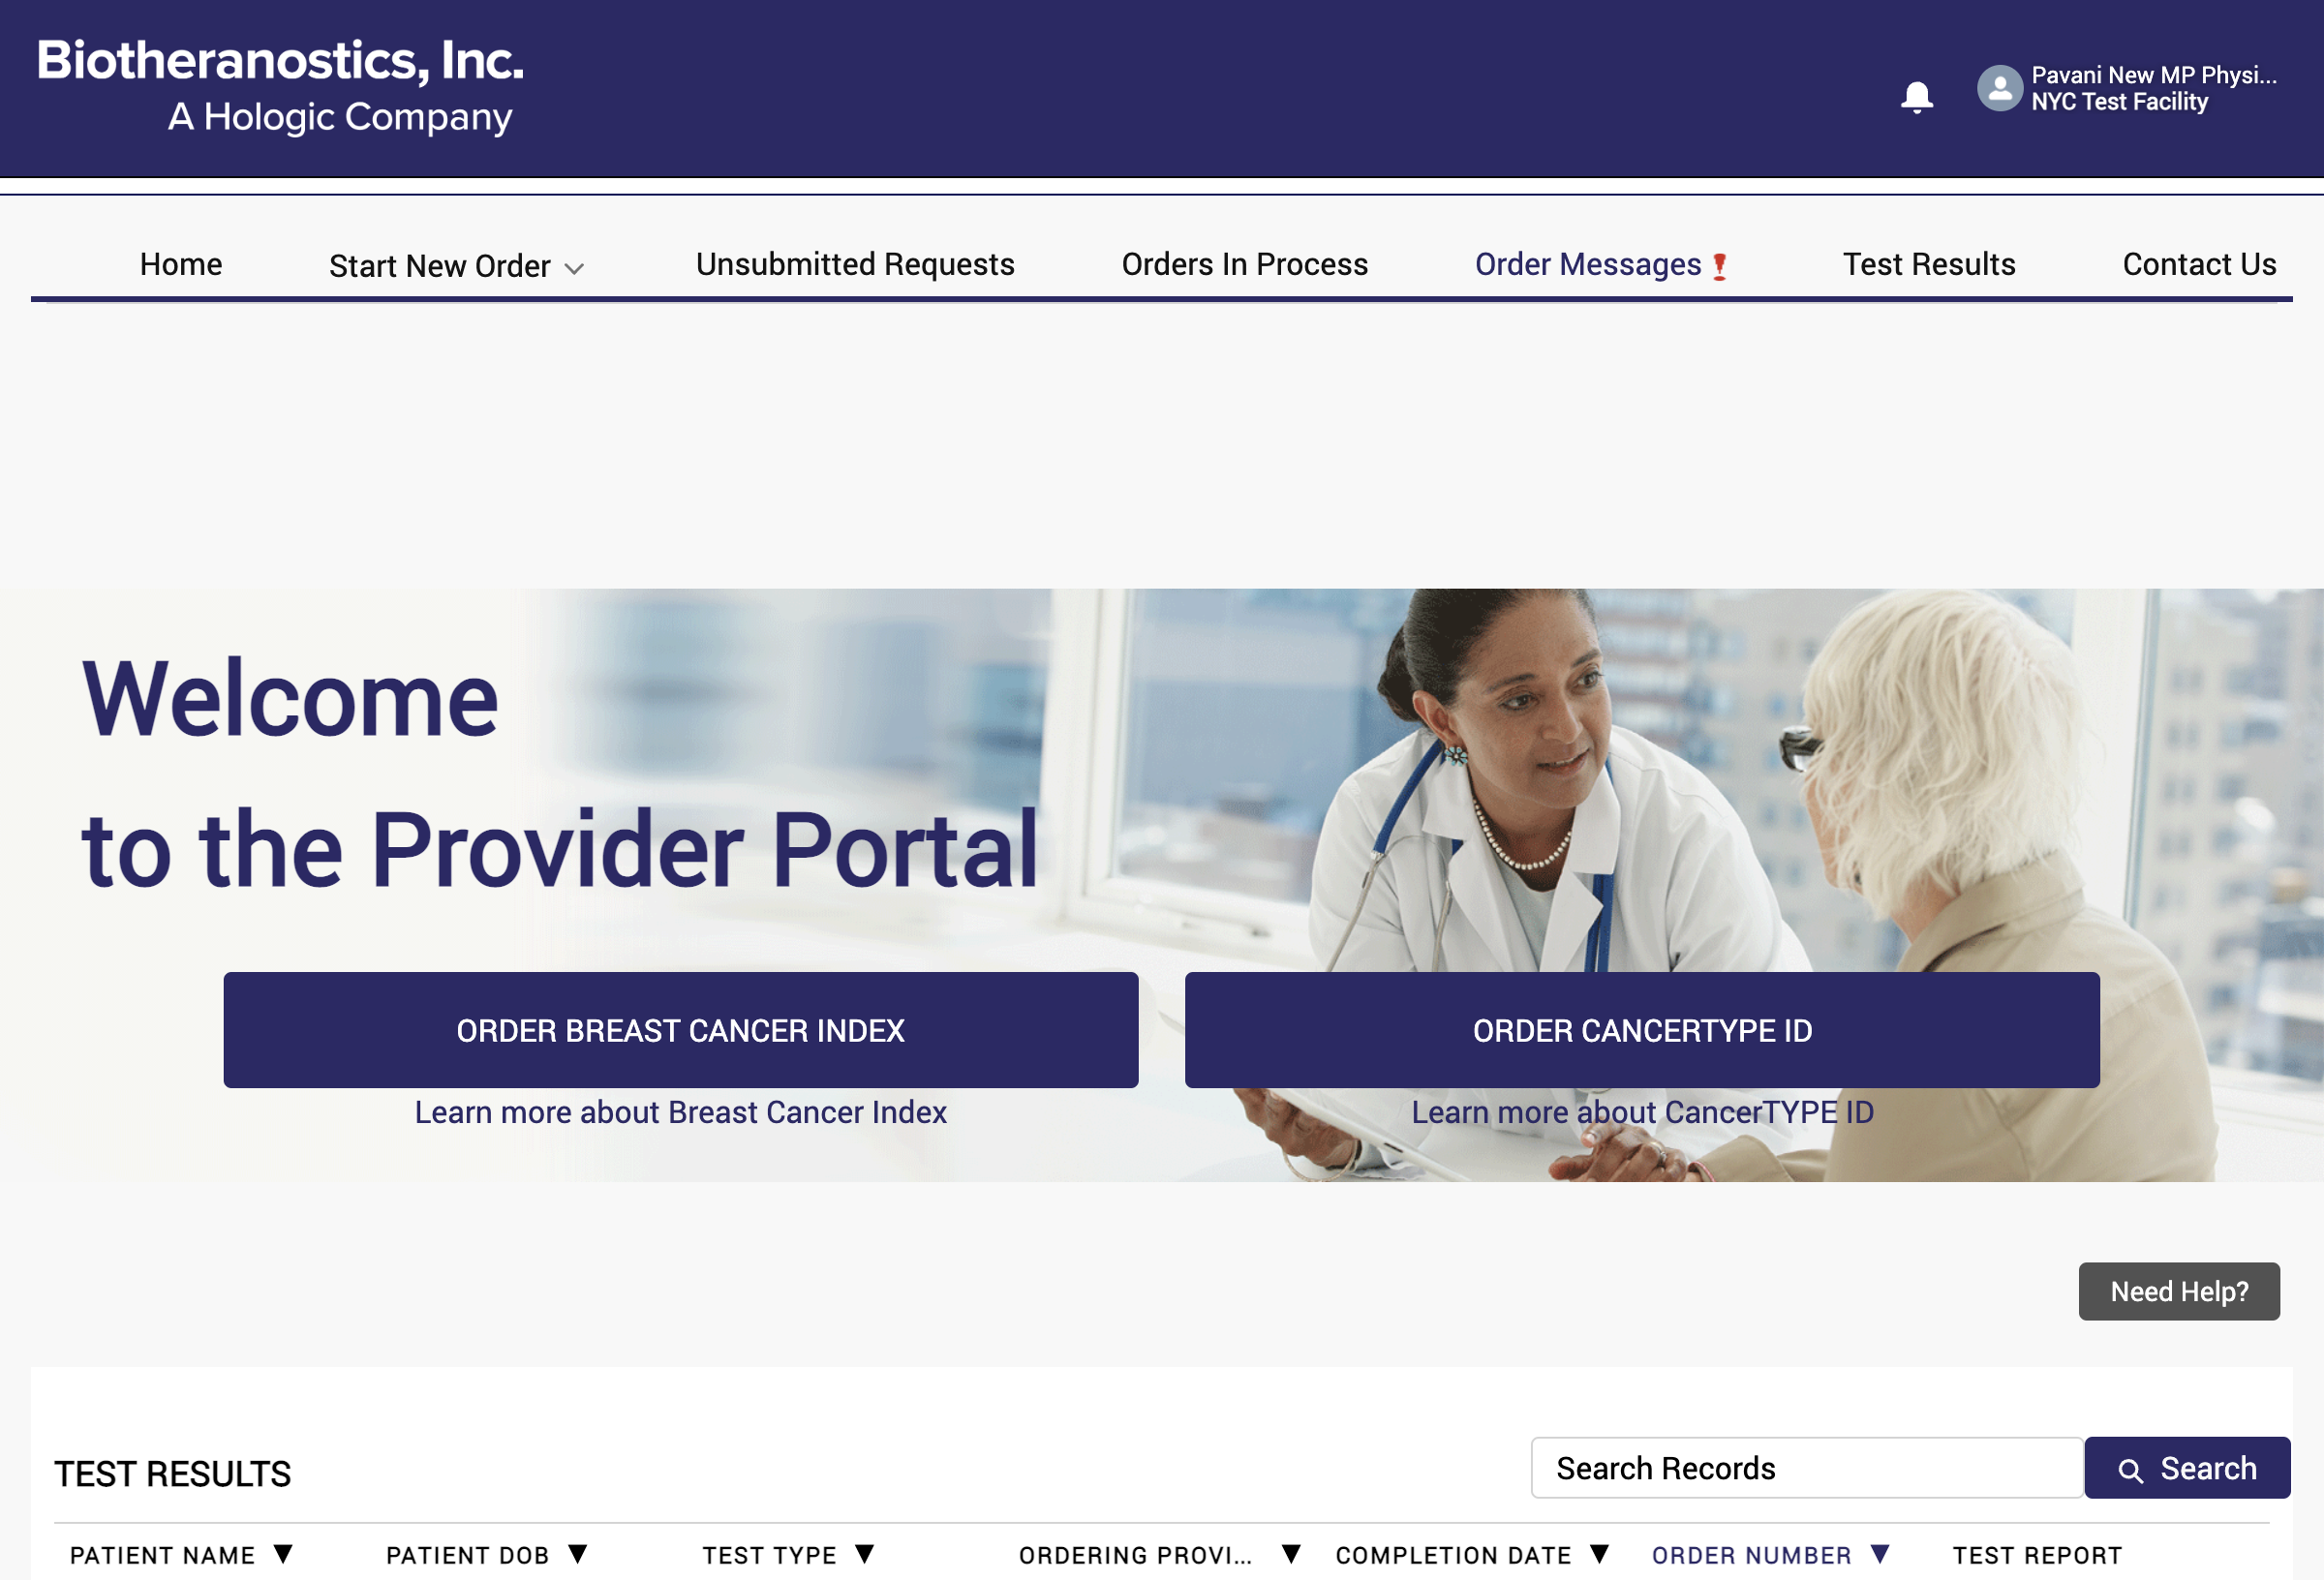 Biotheranostics, Inc.
A Hologic Company
Pavani New MP Physi...
NYC Test Facility
Home
Start New Order
Unsubmitted Requests
Orders In Process
Order Messages
Test Results
Contact Us
Welcome
to the Provider Portal
ORDER BREAST CANCER INDEX
ORDER CANCERTYPE ID
Learn more about Breast Cancer Index
Learn more about CancerTYPE ID
Need Help?
TEST RESULTS
Search Records
Search
PATIENT NAME
PATIENT DOB
TEST TYPE
ORDERING PROVI...
COMPLETION DATE
ORDER NUMBER
TEST REPORT